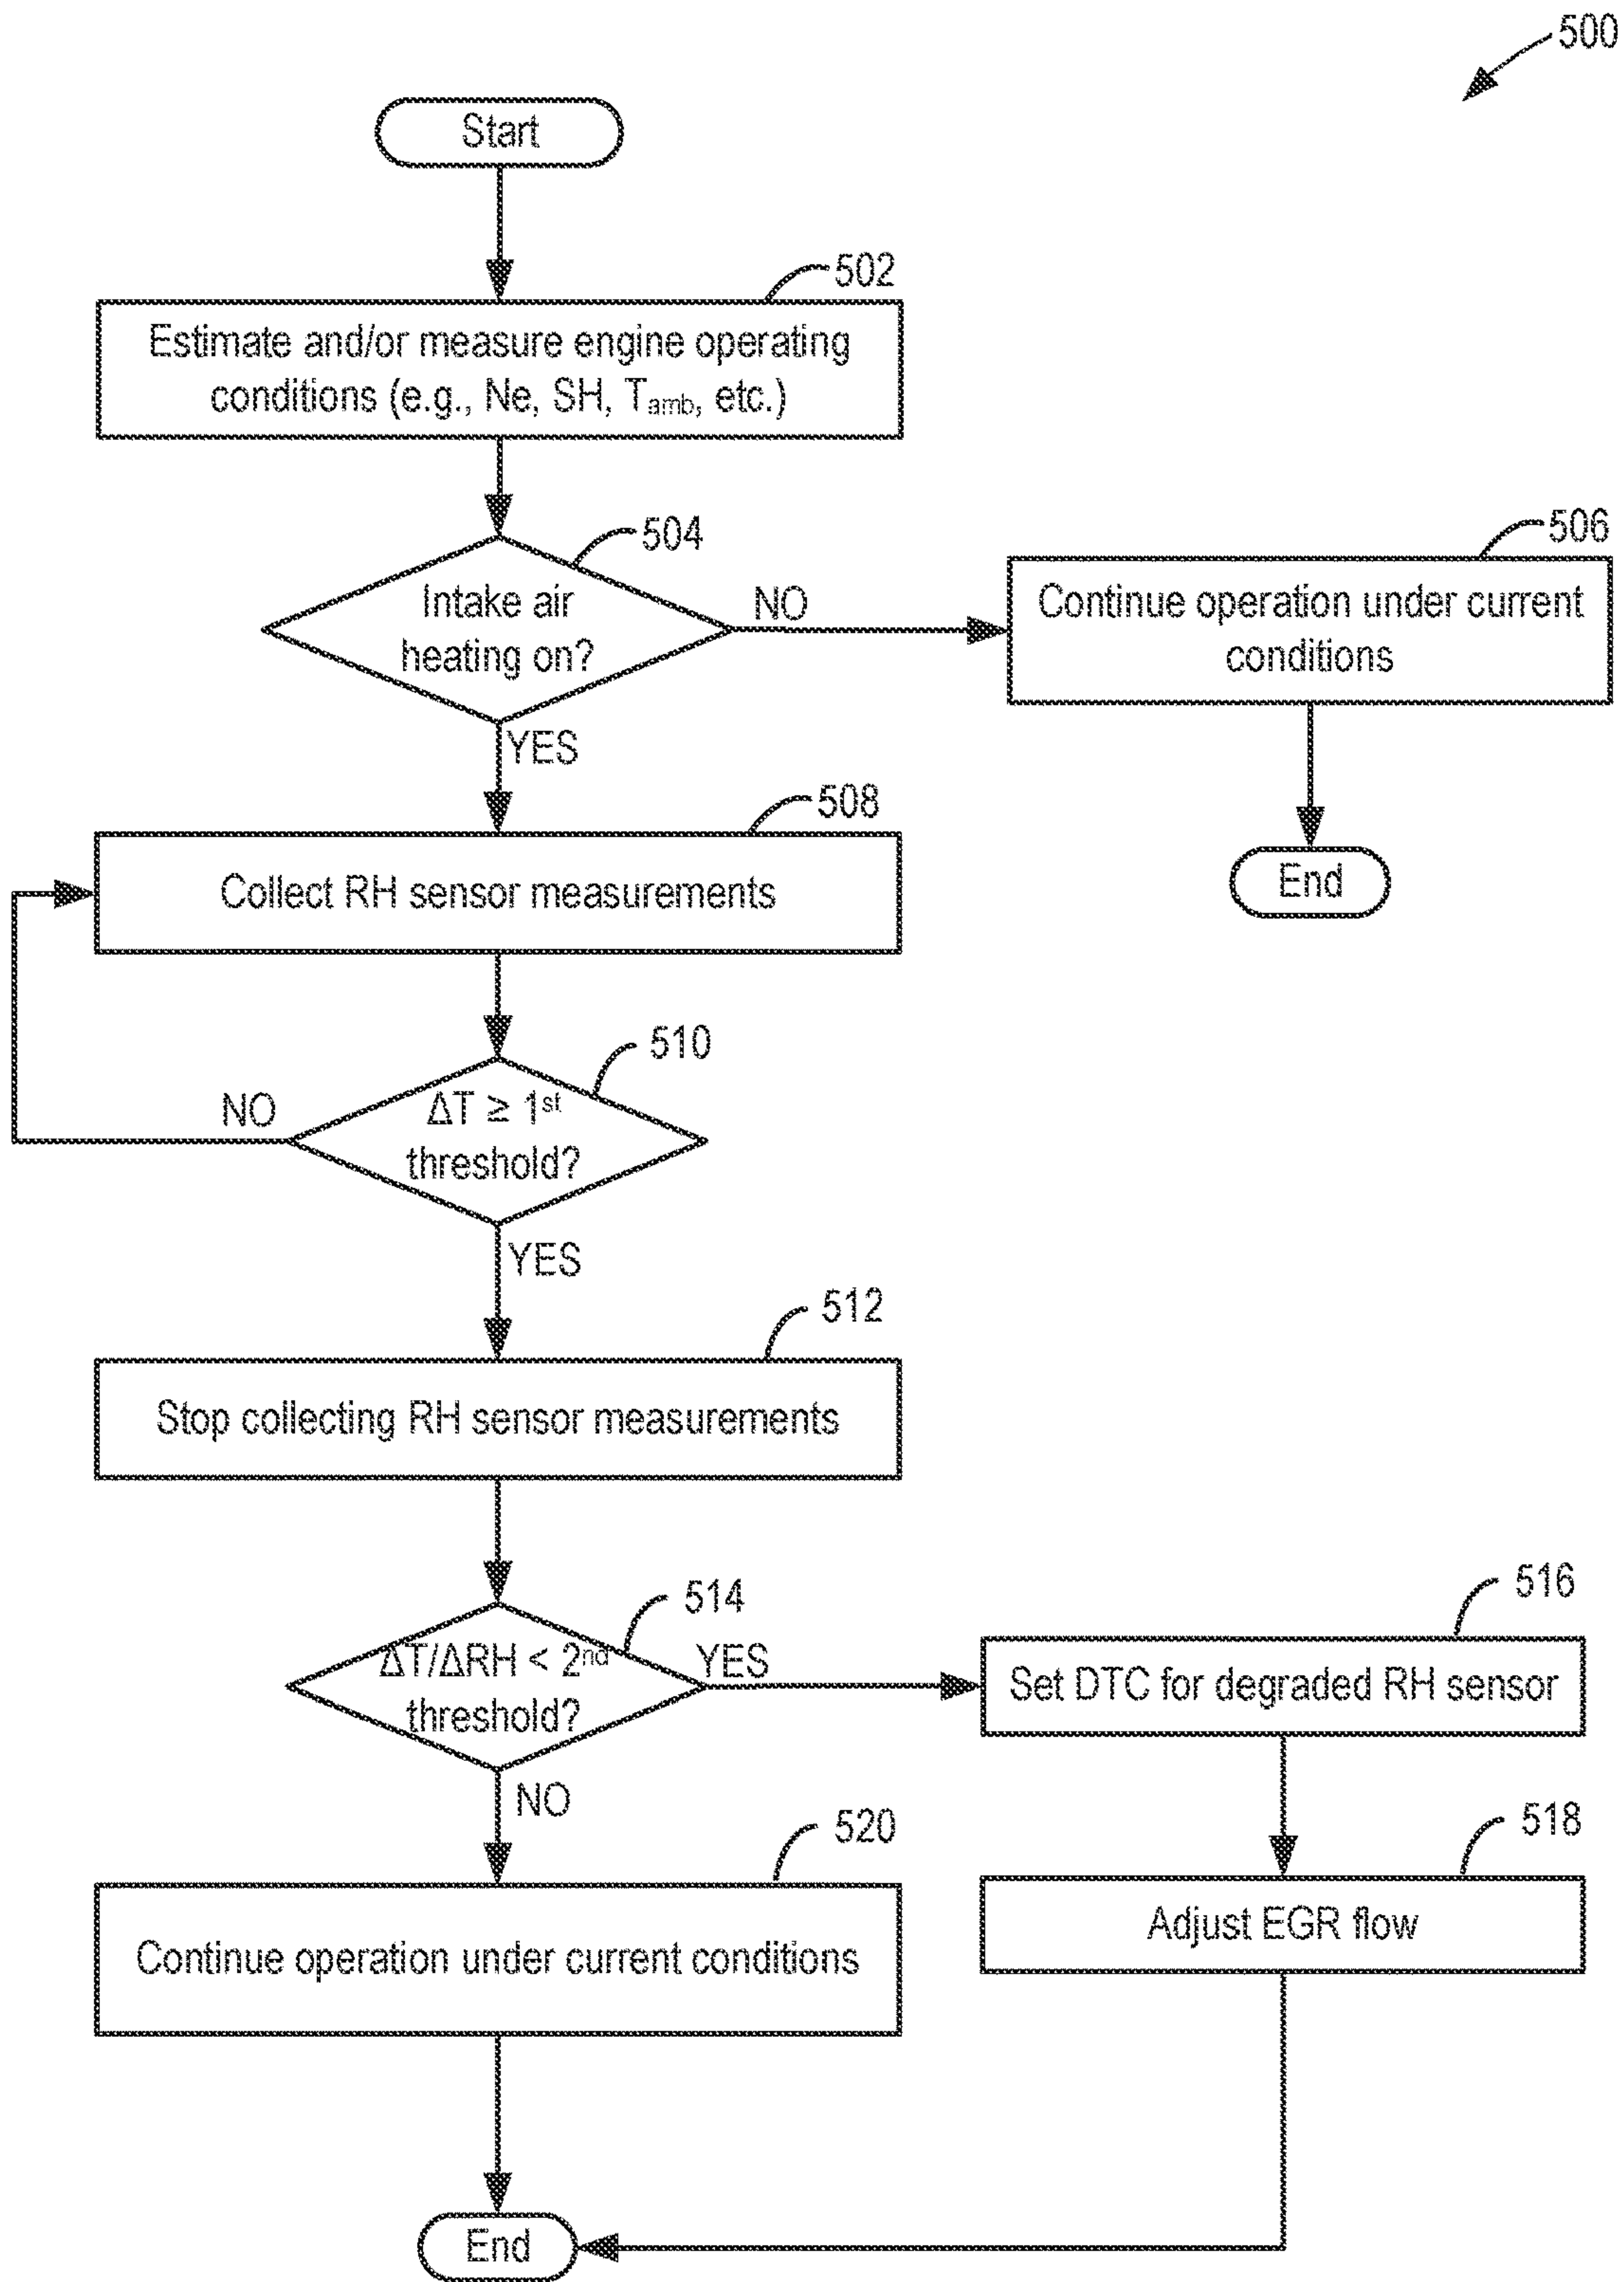 500
Start
502
Estimate and/or measure engine operating
conditions (e.g., Ne, SH, Tamb, etc.)
504
Intake air
heating on?
NO
506
Continue operation under current
conditions
YES
End
508
Collect RH sensor measurements
510
ΔT ≥ 1st
threshold?
NO
YES
512
Stop collecting RH sensor measurements
514
ΔT/ΔRH < 2nd
threshold?
YES
516
Set DTC for degraded RH sensor
NO
518
Adjust EGR flow
520
Continue operation under current conditions
End